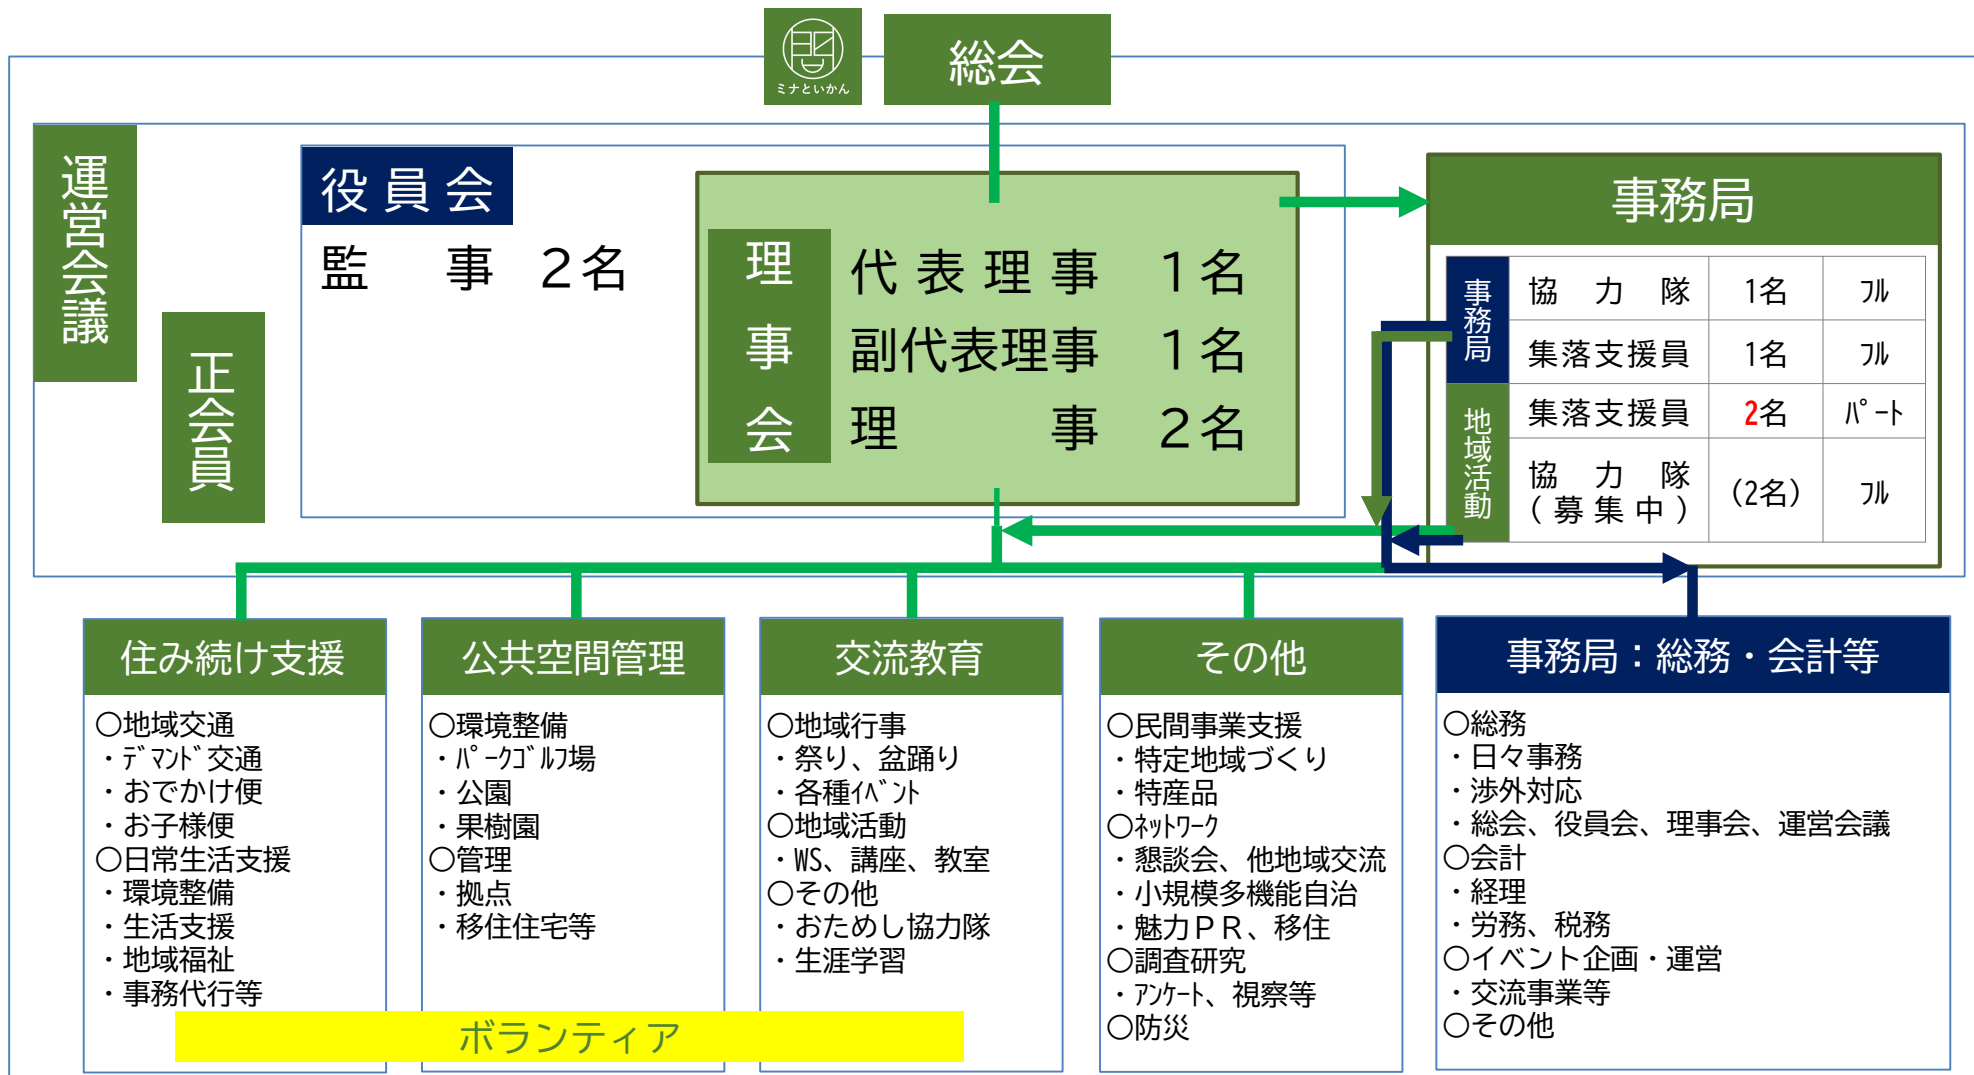 ミナといかん
総会
運営会議
正会員
役員会
監　事　２名
理事会
代表理事　１名
副代表理事　１名
理　事　２名
事務局
事務局
協力隊　1名　ﾌﾙ
集落支援員　1名　ﾌﾙ
地域活動
集落支援員　2名　ﾊﾟｰﾄ
協力隊
（募集中）　（2名）　ﾌﾙ
住み続け支援
〇地域交通
・ﾃﾞﾏﾝﾄﾞ交通
・おでかけ便
・お子様便
〇日常生活支援
・環境整備
・生活支援
・地域福祉
・事務代行等
公共空間管理
〇環境整備
・ﾊﾟｰｸｺﾞﾙﾌ場
・公園
・果樹園
〇管理
・拠点
・移住住宅等
交流教育
〇地域行事
・祭り、盆踊り
・各種ｲﾍﾞﾝﾄ
〇地域活動
・WS、講座、教室
〇その他
・おためし協力隊
・生涯学習
その他
〇民間事業支援
・特定地域づくり
・特産品
〇ﾈｯﾄﾜｰｸ
・懇談会、他地域交流
・小規模多機能自治
・魅力ＰＲ、移住
〇調査研究
・ｱﾝｹｰﾄ、視察等
〇防災
事務局：総務・会計等
〇総務
・日々事務
・渉外対応
・総会、役員会、理事会、運営会議
〇会計
・経理
・労務、税務
〇イベント企画・運営
・交流事業等
〇その他
ボランティア